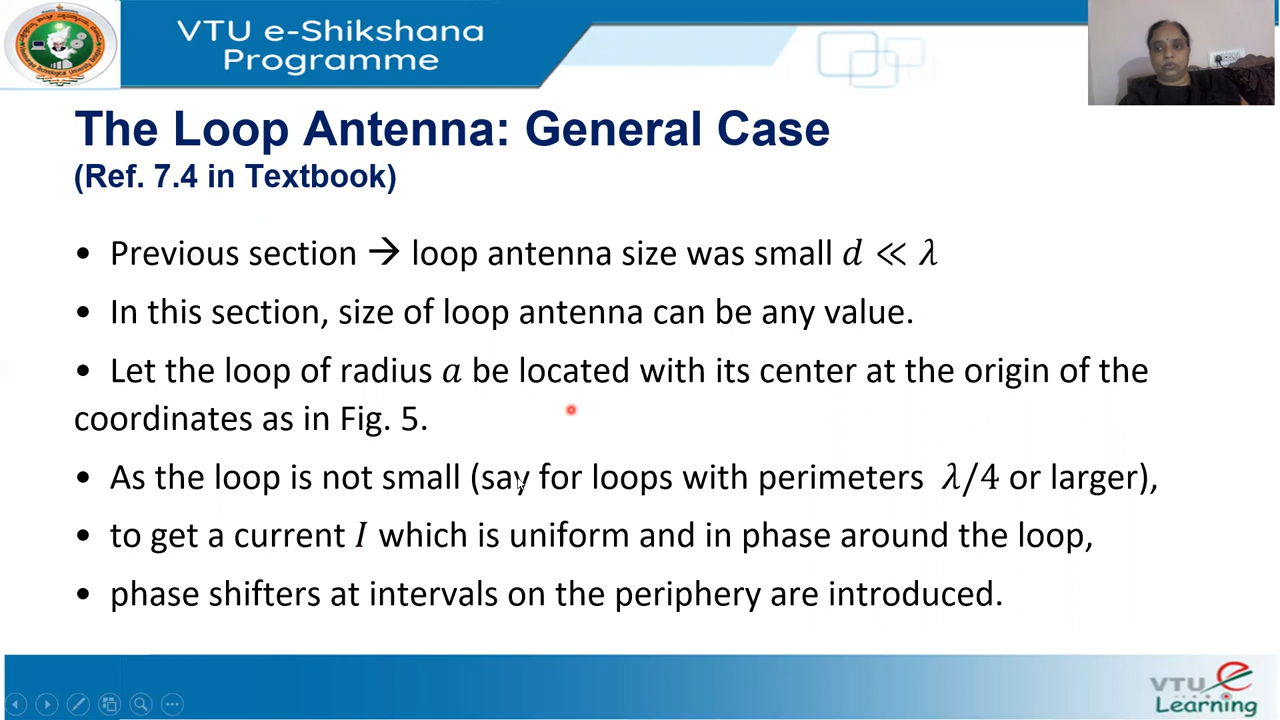 VTU e-Shikshana
Programme
The Loop Antenna: General Case
(Ref. 7.4 in Textbook)
• Previous section → loop antenna size was small d ≪ λ
• In this section, size of loop antenna can be any value.
• Let the loop of radius a be located with its center at the origin of the
coordinates as in Fig. 5.
• As the loop is not small (say for loops with perimeters λ/4 or larger),
• to get a current I which is uniform and in phase around the loop,
• phase shifters at intervals on the periphery are introduced.
VTU e
Learning